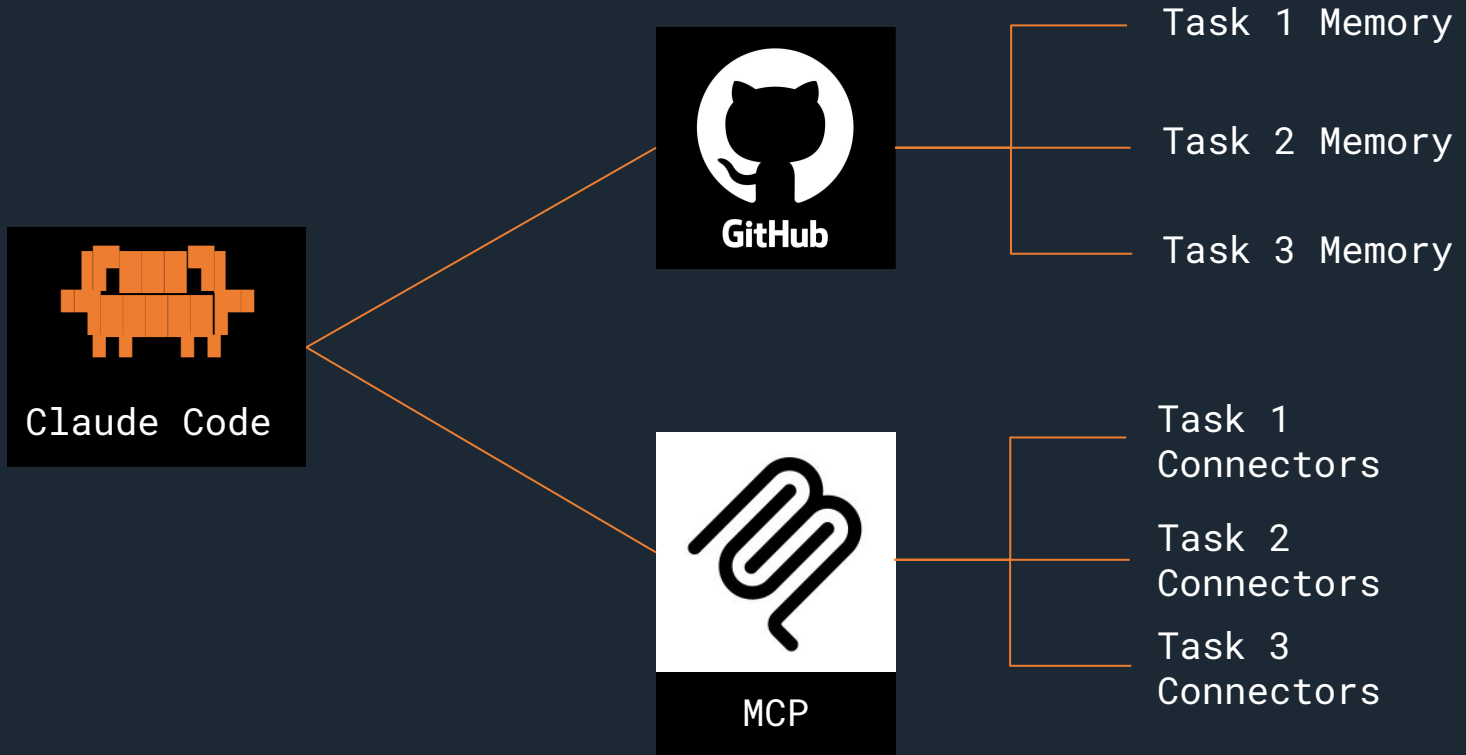 Task 1 Memory
Task 2 Memory
GitHub
Task 3 Memory
Claude Code
Task 1
Connectors
Task 2
Connectors
Task 3
Connectors
MCP